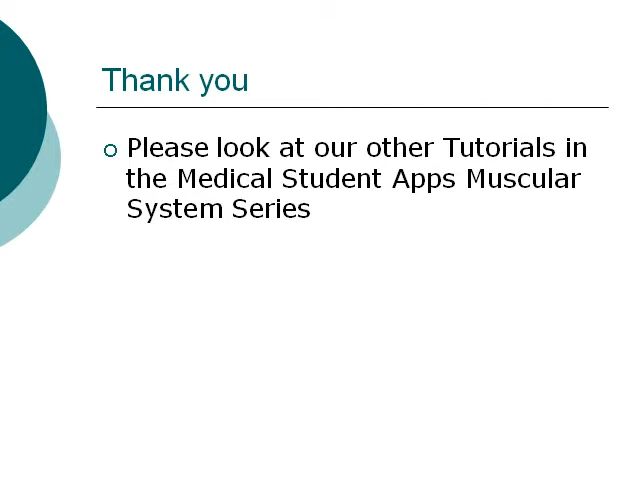 Thank you
Please look at our other Tutorials in
the Medical Student Apps Muscular
System Series